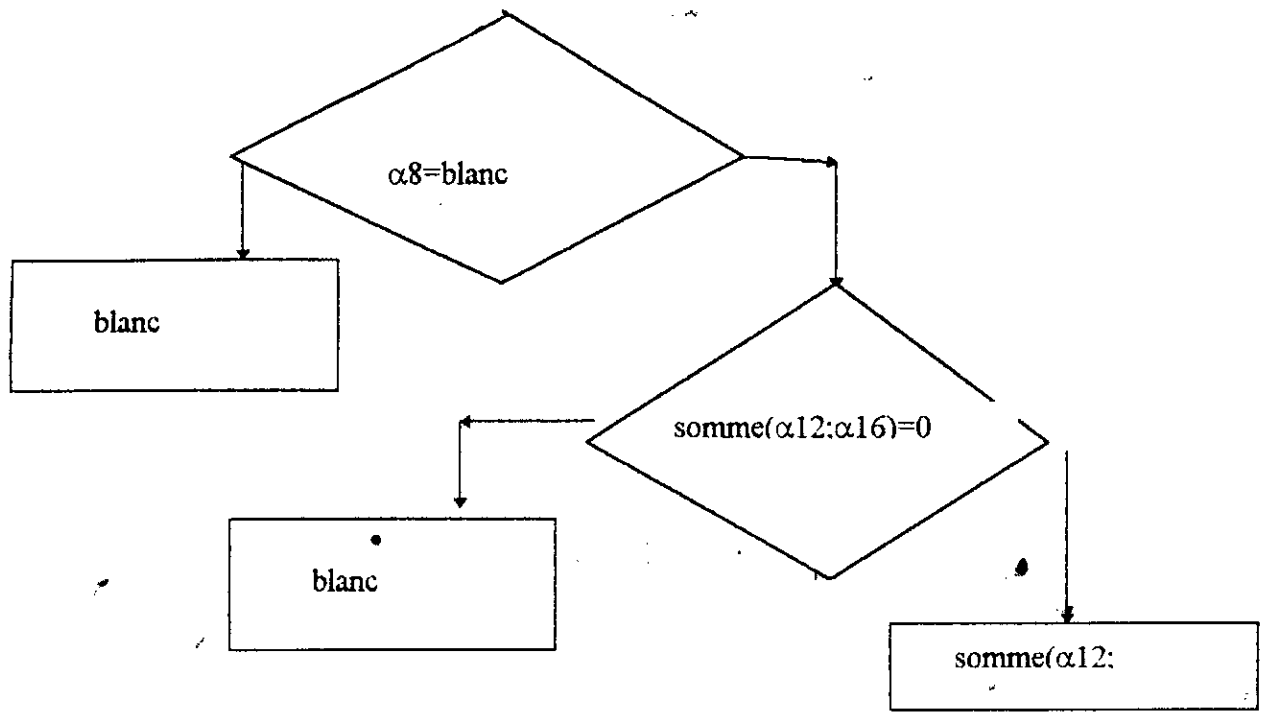 α8=blanc
blanc
somme(α12;α16)=0
blanc
somme(α12;